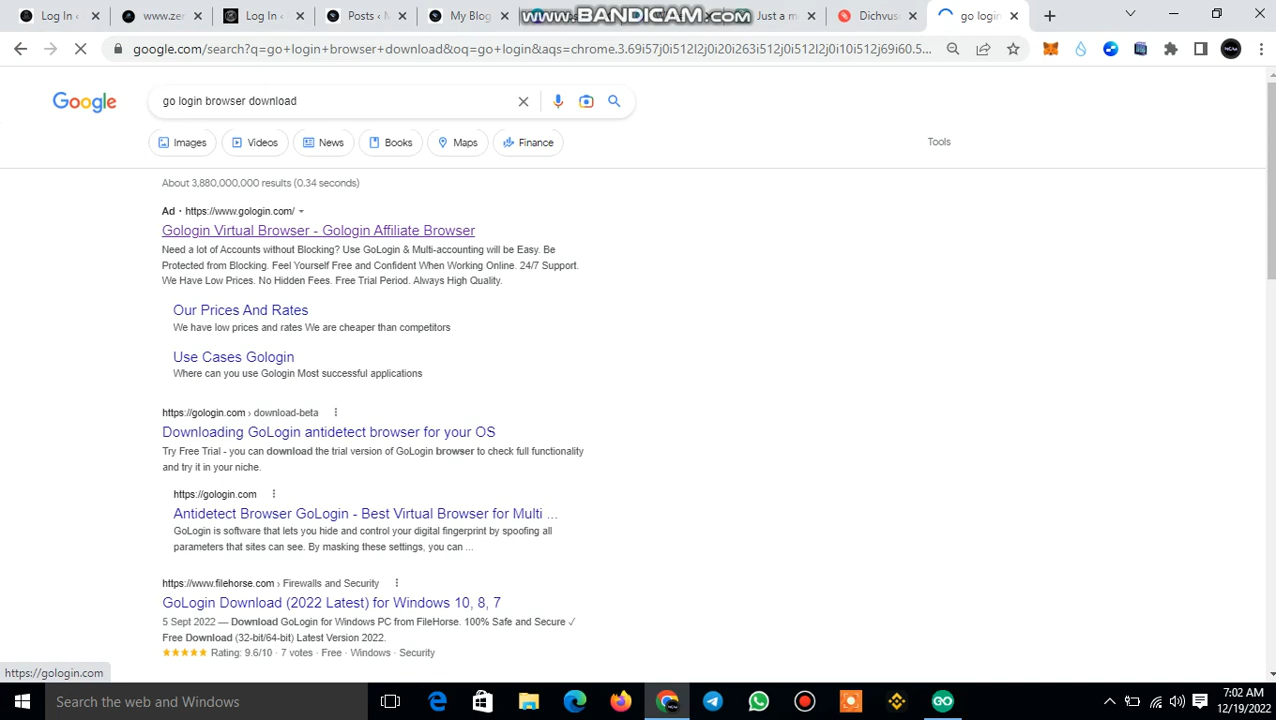 Log In
www.zer
Log In
Posts
My Blog
WWW.BANDICAM.COM
Just a m
Dichvus
go login
google.com/search?q=go+login+browser+download&oq=go+login&aqs=chrome.3.69i57j0i512l2j0i20i263i512j0i512l2j0i10i512j69i60.5...
Google
go login browser download
Images
Videos
News
Books
Maps
Finance
Tools
About 3,880,000,000 results (0.34 seconds)
Ad · https://www.gologin.com/
Gologin Virtual Browser - Gologin Affiliate Browser
Need a lot of Accounts without Blocking? Use GoLogin & Multi-accounting will be Easy. Be
Protected from Blocking. Feel Yourself Free and Confident When Working Online. 24/7 Support.
We Have Low Prices. No Hidden Fees. Free Trial Period. Always High Quality.
Our Prices And Rates
We have low prices and rates We are cheaper than competitors
Use Cases Gologin
Where can you use Gologin Most successful applications
https://gologin.com › download-beta
Downloading GoLogin antidetect browser for your OS
Try Free Trial - you can download the trial version of GoLogin browser to check full functionality
and try it in your niche.
https://gologin.com
Antidetect Browser GoLogin - Best Virtual Browser for Multi ...
GoLogin is software that lets you hide and control your digital fingerprint by spoofing all
parameters that sites can see. By masking these settings, you can ...
https://www.filehorse.com › Firewalls and Security
GoLogin Download (2022 Latest) for Windows 10, 8, 7
5 Sept 2022 — Download GoLogin for Windows PC from FileHorse. 100% Safe and Secure ✓
Free Download (32-bit/64-bit) Latest Version 2022.
★★★★★ Rating: 9.6/10 · 7 votes · Free · Windows · Security
https://gologin.com
Search the web and Windows
GO
7:02 AM
12/19/2022